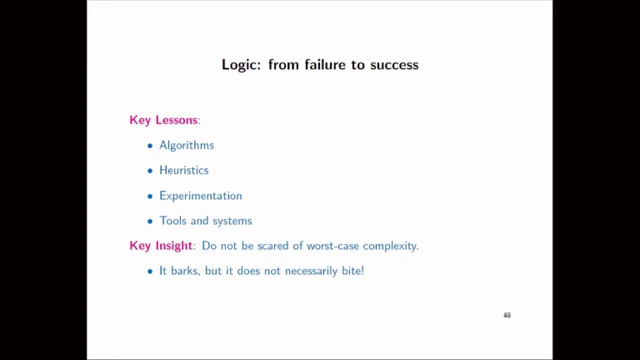 Logic: from failure to success
Key Lessons:
• Algorithms
• Heuristics
• Experimentation
• Tools and systems
Key Insight: Do not be scared of worst-case complexity.
• It barks, but it does not necessarily bite!
48